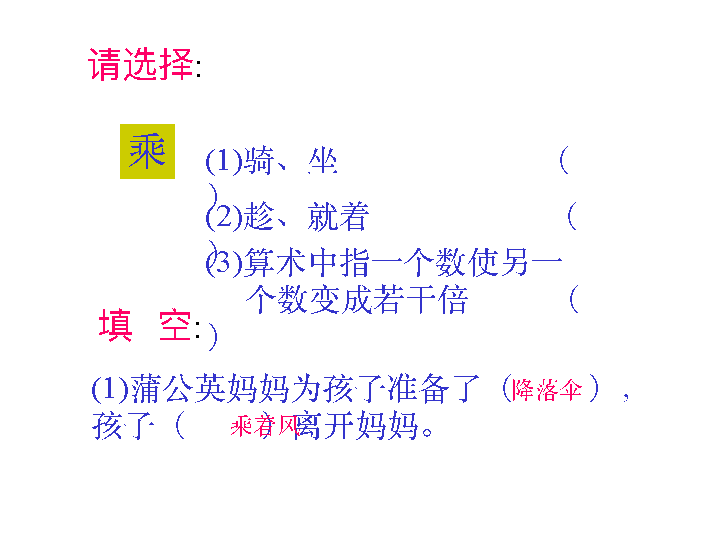 请选择:
乘
(1)骑、坐 （
）
(2)趁、就着 （
）
(3)算术中指一个数使另一
个数变成若干倍 （
）
填 空:
(1)蒲公英妈妈为孩子准备了（降落伞），
孩子（ 乘着风 ）离开妈妈。